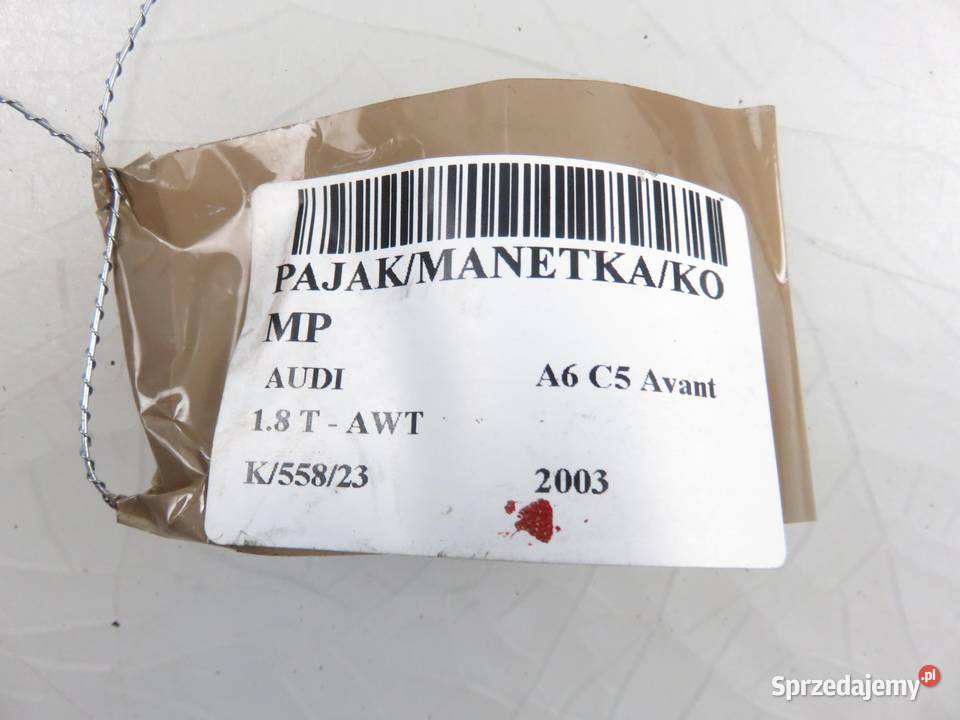 PAJAK/MANETKA/KO
MP
AUDI A6 C5 Avant
1.8 T - AWT
K/558/23 2003
Sprzedajemy.pl